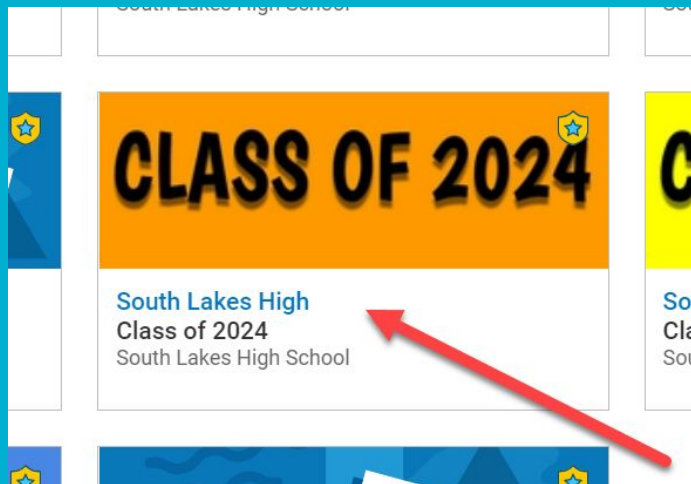 South Lakes High School
CLASS OF 2024
South Lakes High
Class of 2024
South Lakes High School